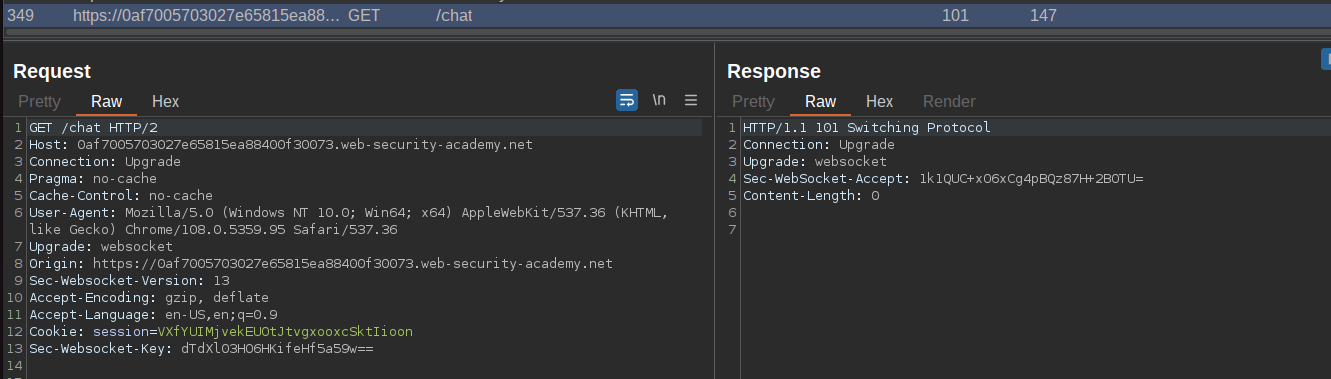 349 https://0af7005703027e65815ea88... GET /chat 101 147
Request
Pretty Raw Hex
\n
1 GET /chat HTTP/2
2 Host: 0af7005703027e65815ea88400f30073.web-security-academy.net
3 Connection: Upgrade
4 Pragma: no-cache
5 Cache-Control: no-cache
6 User-Agent: Mozilla/5.0 (Windows NT 10.0; Win64; x64) AppleWebKit/537.36 (KHTML,
like Gecko) Chrome/108.0.5359.95 Safari/537.36
7 Upgrade: websocket
8 Origin: https://0af7005703027e65815ea88400f30073.web-security-academy.net
9 Sec-Websocket-Version: 13
10 Accept-Encoding: gzip, deflate
11 Accept-Language: en-US,en;q=0.9
12 Cookie: session=VXfYUIMjvekEUOtJtvgxooxcSktIioon
13 Sec-Websocket-Key: dTdXlO3HO6HKifeHf5a59w==
14
Response
Pretty Raw Hex Render
1 HTTP/1.1 101 Switching Protocol
2 Connection: Upgrade
3 Upgrade: websocket
4 Sec-WebSocket-Accept: 1k1QUC+xO6xCg4pBQz87H+2BOTU=
5 Content-Length: 0
6
7